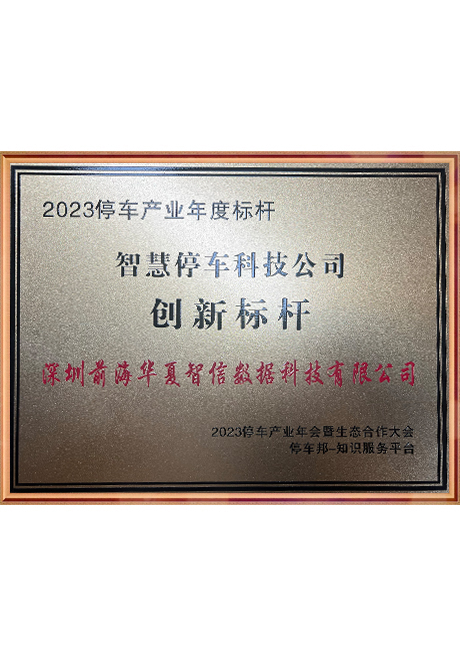 2023停车产业年度标杆
智慧停车科技公司
创新标杆
深圳前海华夏智信数据科技有限公司
2023停车产业年会暨生态合作大会
停车邦-知识服务平台